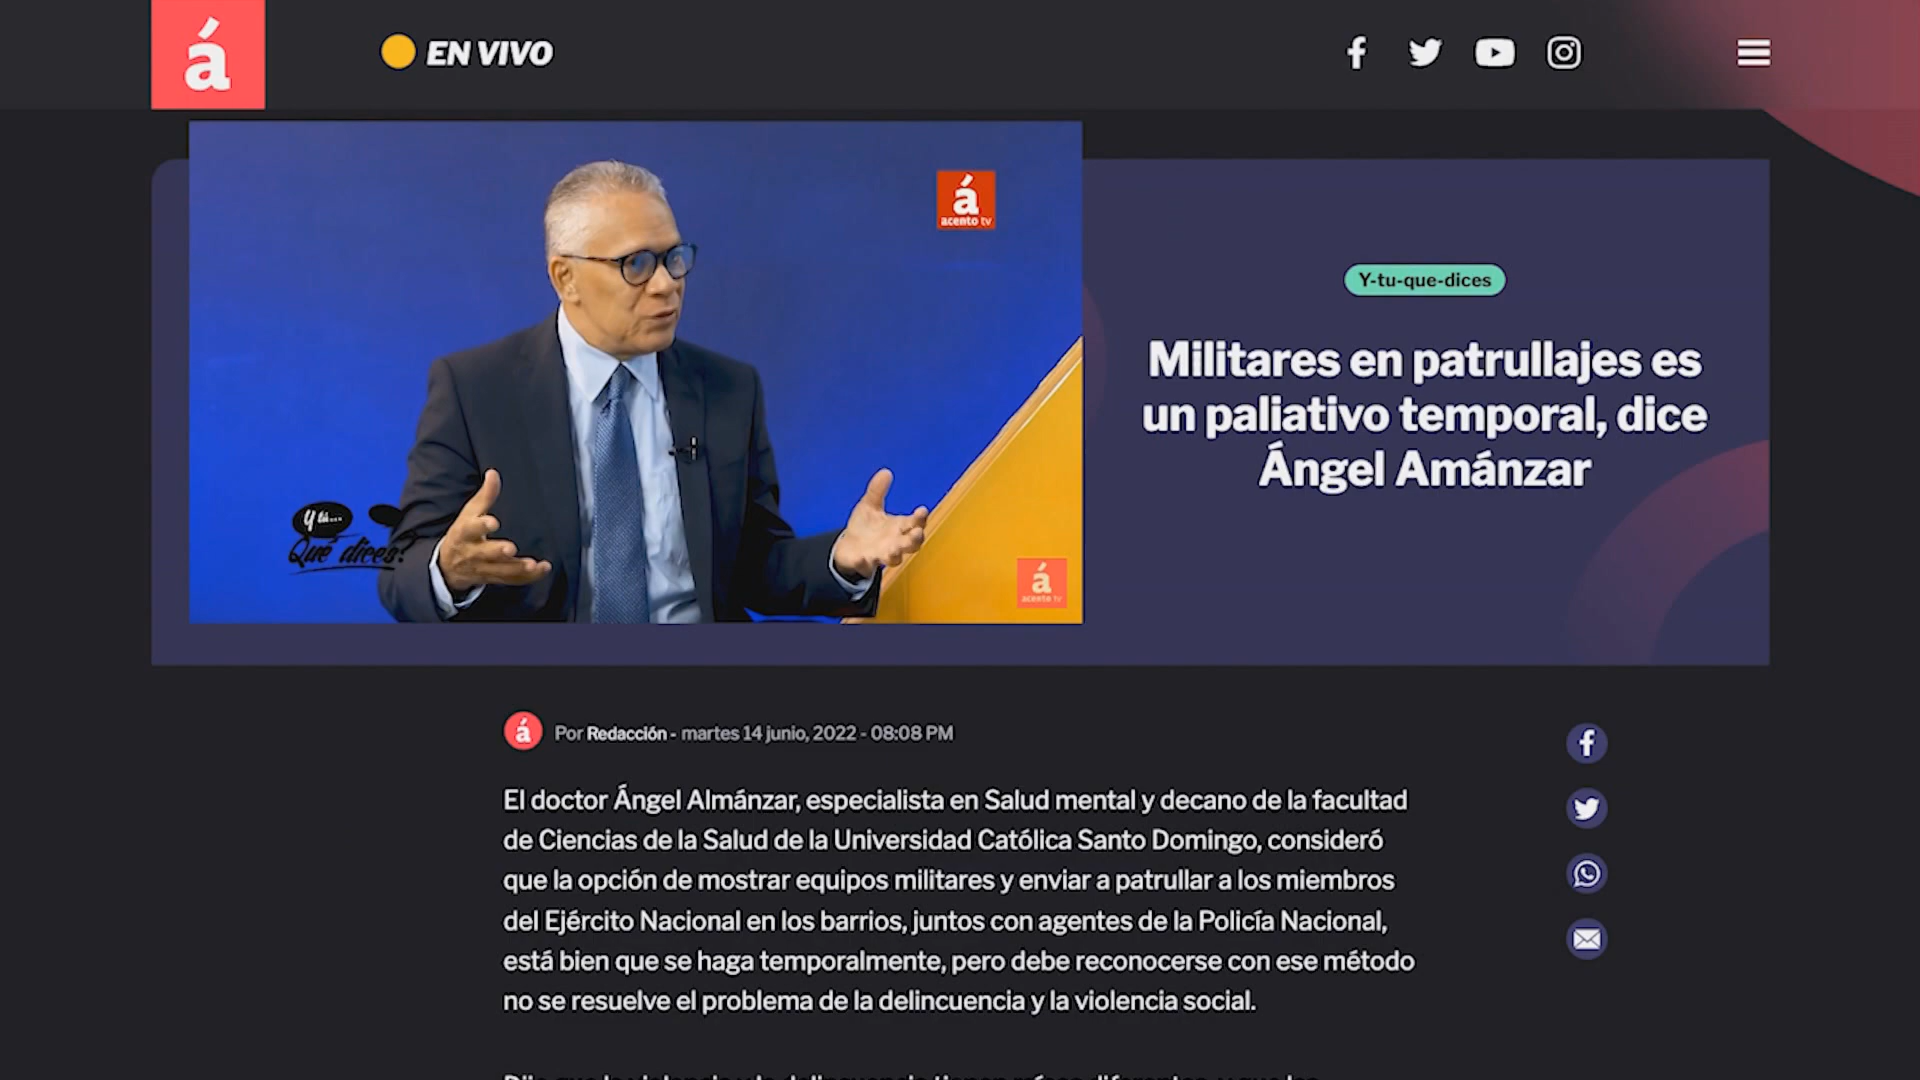 á
EN VIVO
á
acento tv
Y tú...
Qué dices?
á
acento tv
Y-tu-que-dices
Militares en patrullajes es
un paliativo temporal, dice
Ángel Amánzar
á
Por Redacción - martes 14 junio, 2022 - 08:08 PM
El doctor Ángel Almánzar, especialista en Salud mental y decano de la facultad
de Ciencias de la Salud de la Universidad Católica Santo Domingo, consideró
que la opción de mostrar equipos militares y enviar a patrullar a los miembros
del Ejército Nacional en los barrios, juntos con agentes de la Policía Nacional,
está bien que se haga temporalmente, pero debe reconocerse con ese método
no se resuelve el problema de la delincuencia y la violencia social.